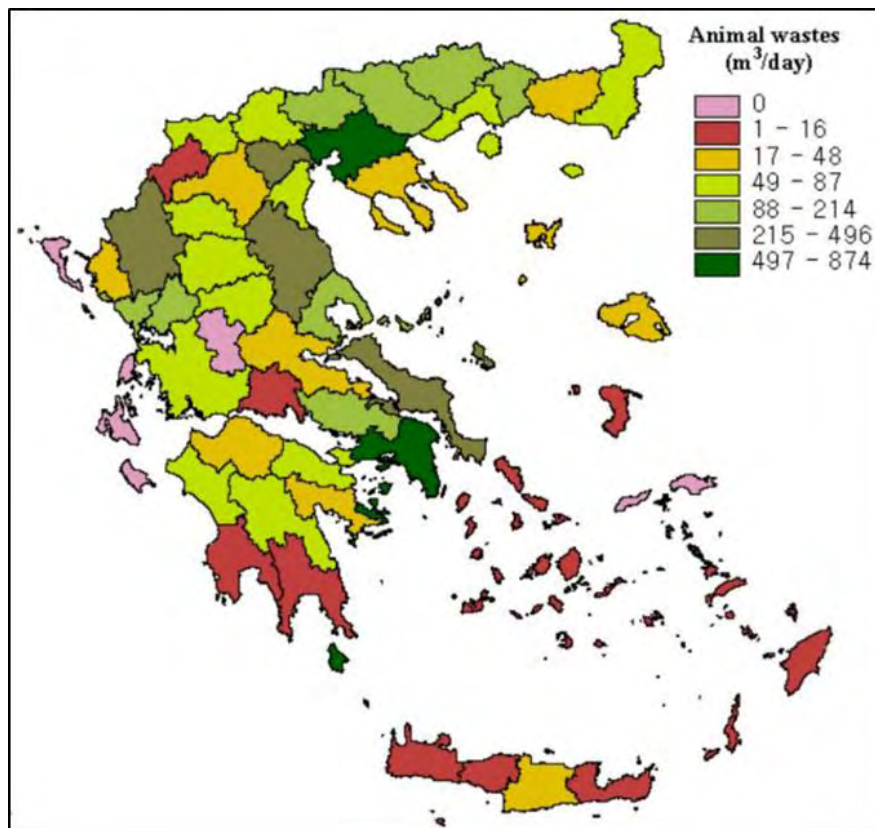 Animal wastes
(m³/day)
0
1 - 16
17 - 48
49 - 87
88 - 214
215 - 496
497 - 874